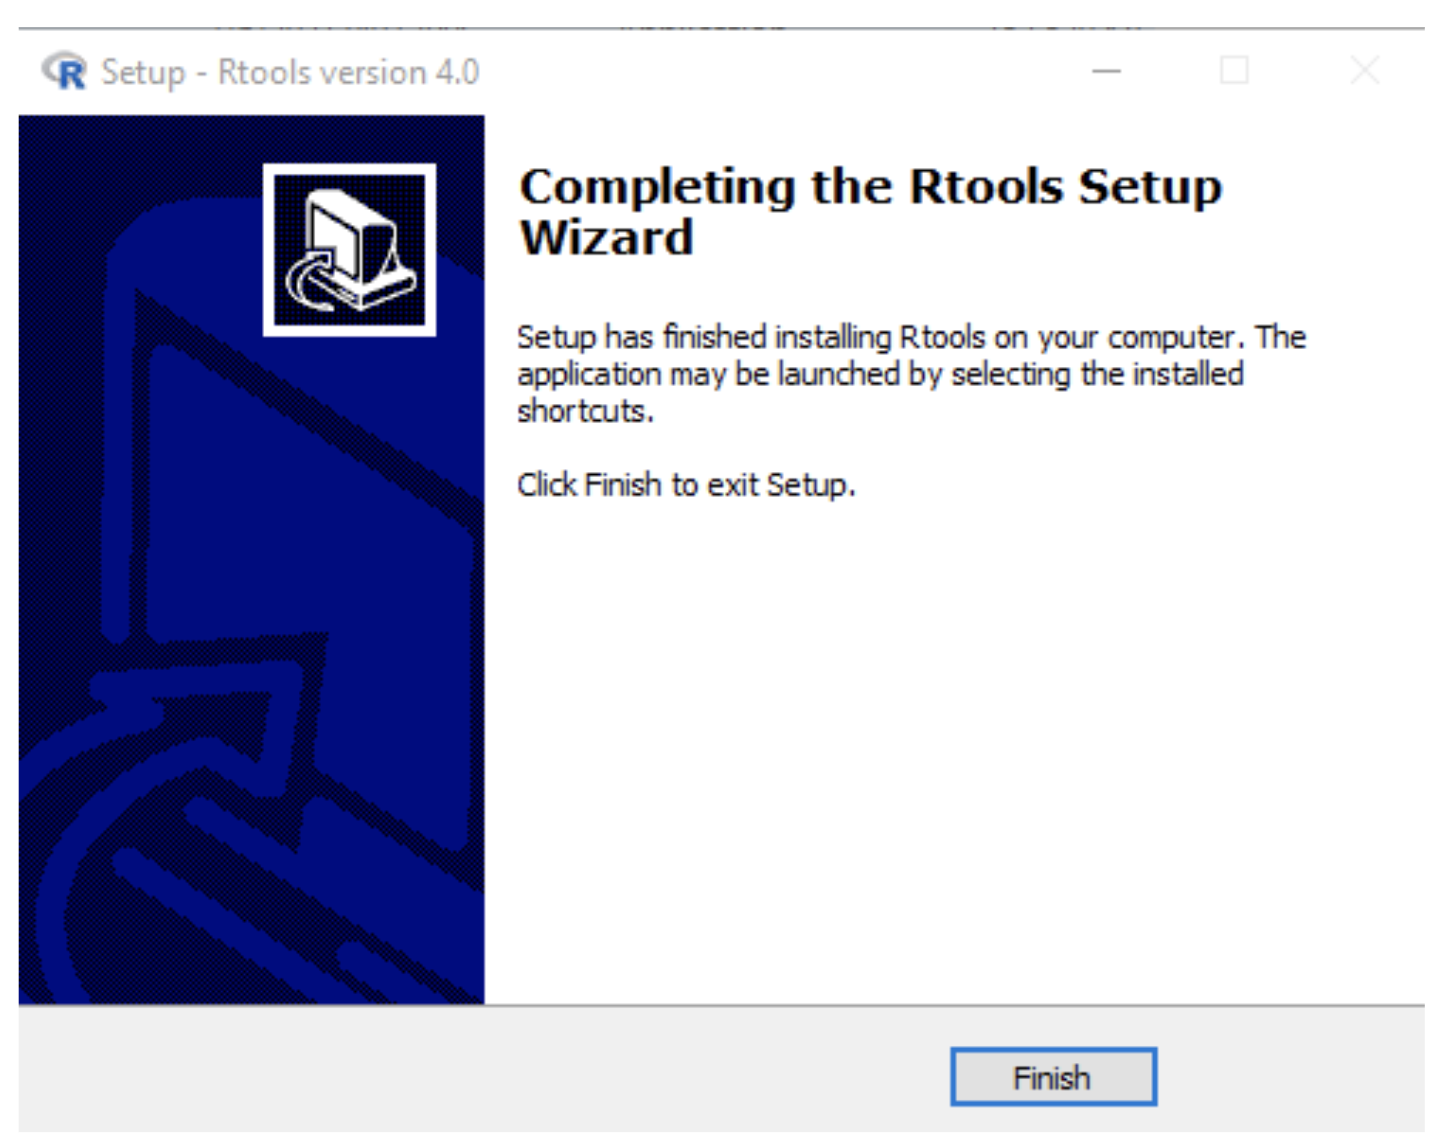 Setup - Rtools version 4.0
Completing the Rtools Setup
Wizard
Setup has finished installing Rtools on your computer. The
application may be launched by selecting the installed
shortcuts.
Click Finish to exit Setup.
Finish